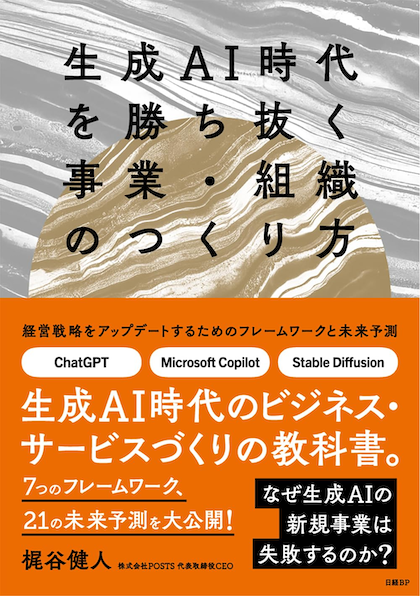 生成AI時代
を勝ち抜く
事業・組織
のつくり方
経営戦略をアップデートするためのフレームワークと未来予測
ChatGPT
Microsoft Copilot
Stable Diffusion
生成AI時代のビジネス・
サービスづくりの教科書。
7つのフレームワーク、
21の未来予測を大公開!
なぜ生成AIの
新規事業は
失敗するのか?
梶谷健人 株式会社POSTS 代表取締役CEO
日経BP